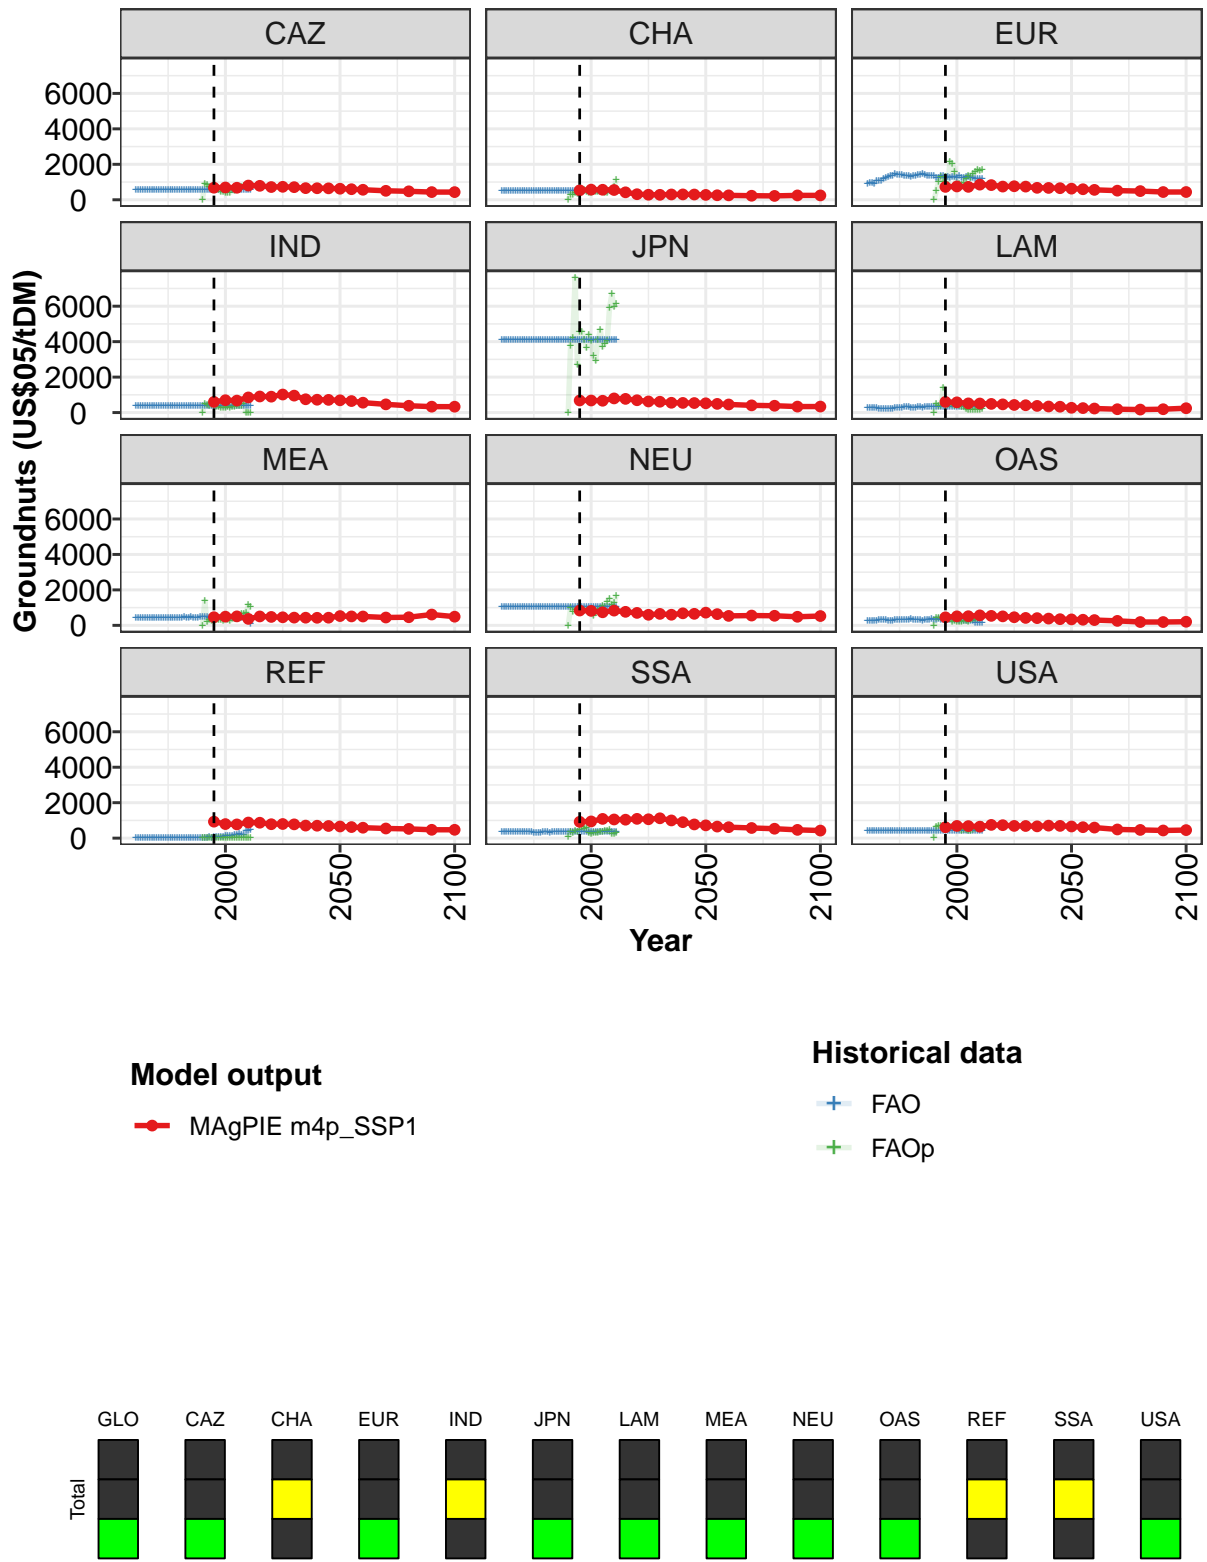 CAZ CHA EUR
6000
4000
2000
0
IND JPN LAM
6000
4000
2000
0
MEA NEU OAS
6000
4000
2000
0
REF SSA USA
6000
4000
2000
0
Groundnuts (US$05/tDM)
2000 2050 2100 2000 2050 2100 2000 2050 2100
Year
Model output
MAgPIE m4p_SSP1
Historical data
FAO
FAOp
GLO CAZ CHA EUR IND JPN LAM MEA NEU OAS REF SSA USA
Total